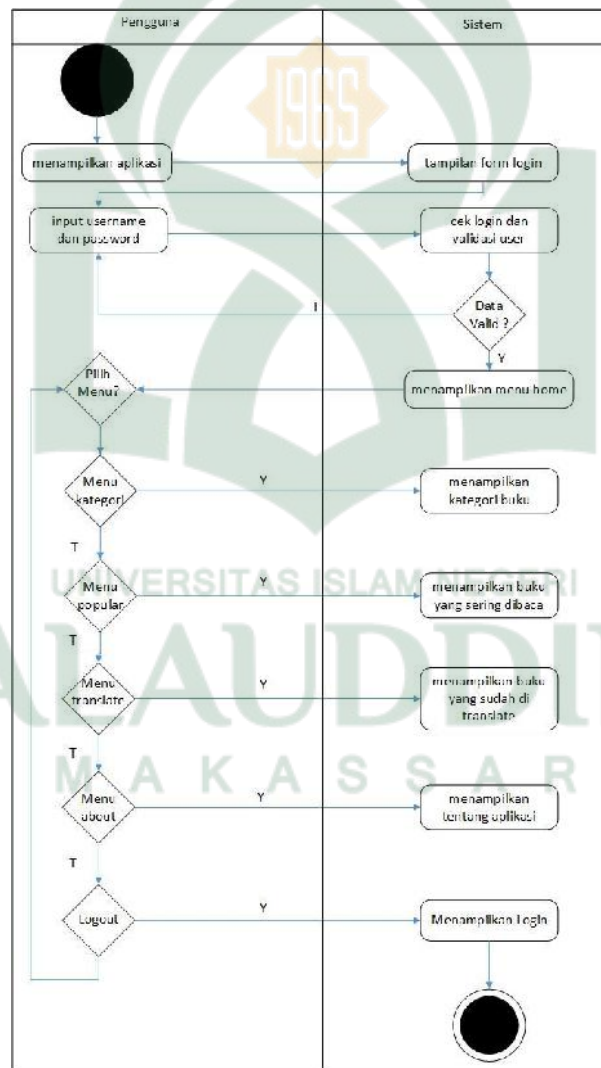 Pengguna
Sistem
1965
menampilkan aplikasi
tampilan form login
input username
dan password
cek login dan
validasi user
T
Data
Valid ?
Y
Pilih
Menu?
menampilkan menu home
Menu
kategori
Y
menampilkan
kategori buku
T
UNIVERSITAS ISLAM NEGERI
Menu
popular
Y
menampilkan buku
yang sering dibaca
T
ALAUDDIN
Menu
translate
Y
menampilkan buku
yang sudah di
translate
T
MAKASSAR
Menu
about
Y
menampilkan
tentang aplikasi
T
Logout
Y
Menampilkan Login